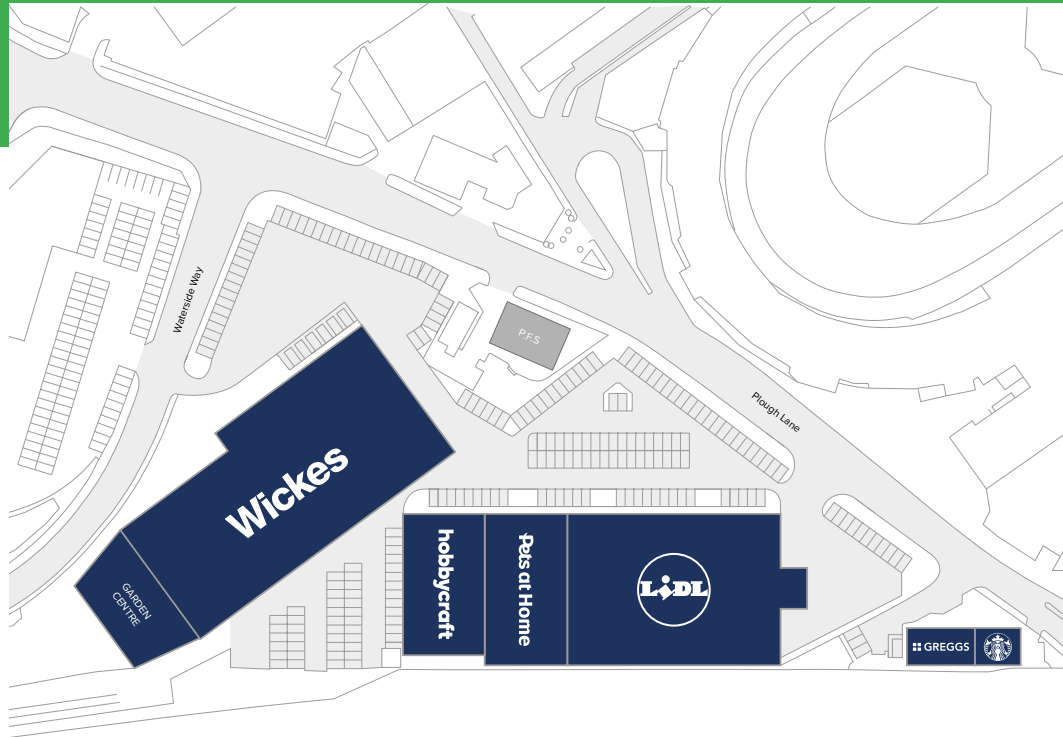 Waterside Way
P.F.S
Plough Lane
Wickes
GARDEN
CENTRE
hobbycraft
Pets at Home
LIDL
GREGGS